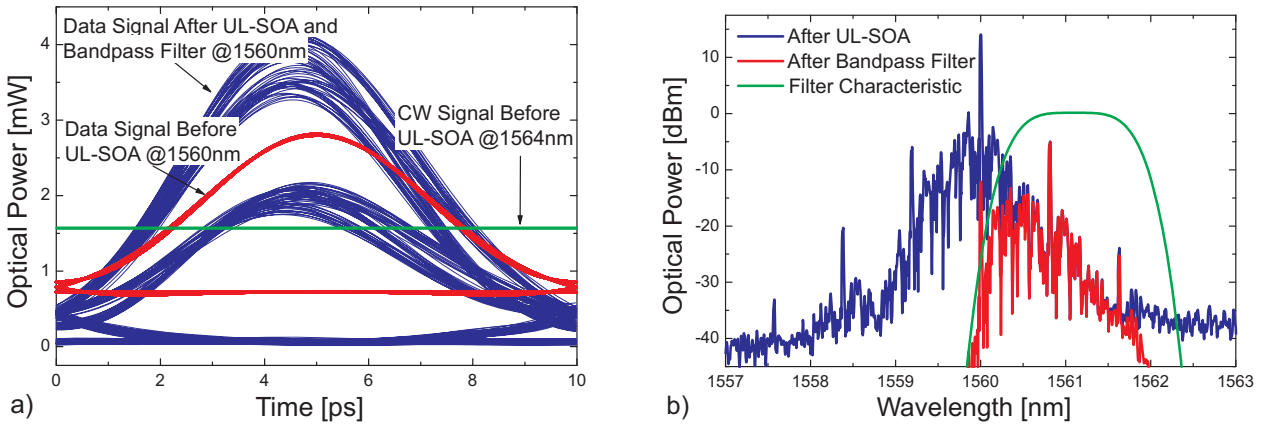 Data Signal After UL-SOA and
Bandpass Filter @1560nm
Data Signal Before
UL-SOA @1560nm
CW Signal Before
UL-SOA @1564nm
Optical Power [mW]
4
3
2
1
0
0
2
4
6
8
10
Time [ps]
a)
After UL-SOA
After Bandpass Filter
Filter Characteristic
Optical Power [dBm]
10
0
-10
-20
-30
-40
1557
1558
1559
1560
1561
1562
1563
Wavelength [nm]
b)